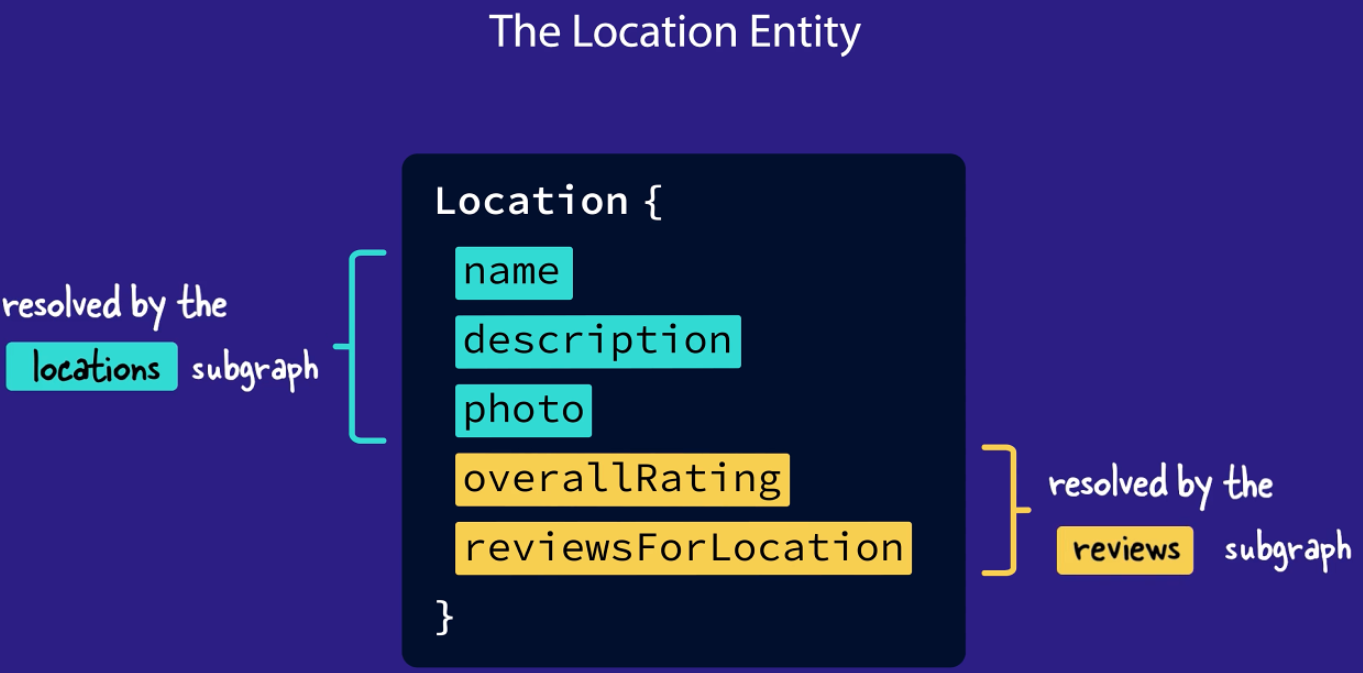 The Location Entity
Location {
name
description
photo
overallRating
reviewsForLocation
}
resolved by the
locations subgraph
resolved by the
reviews subgraph